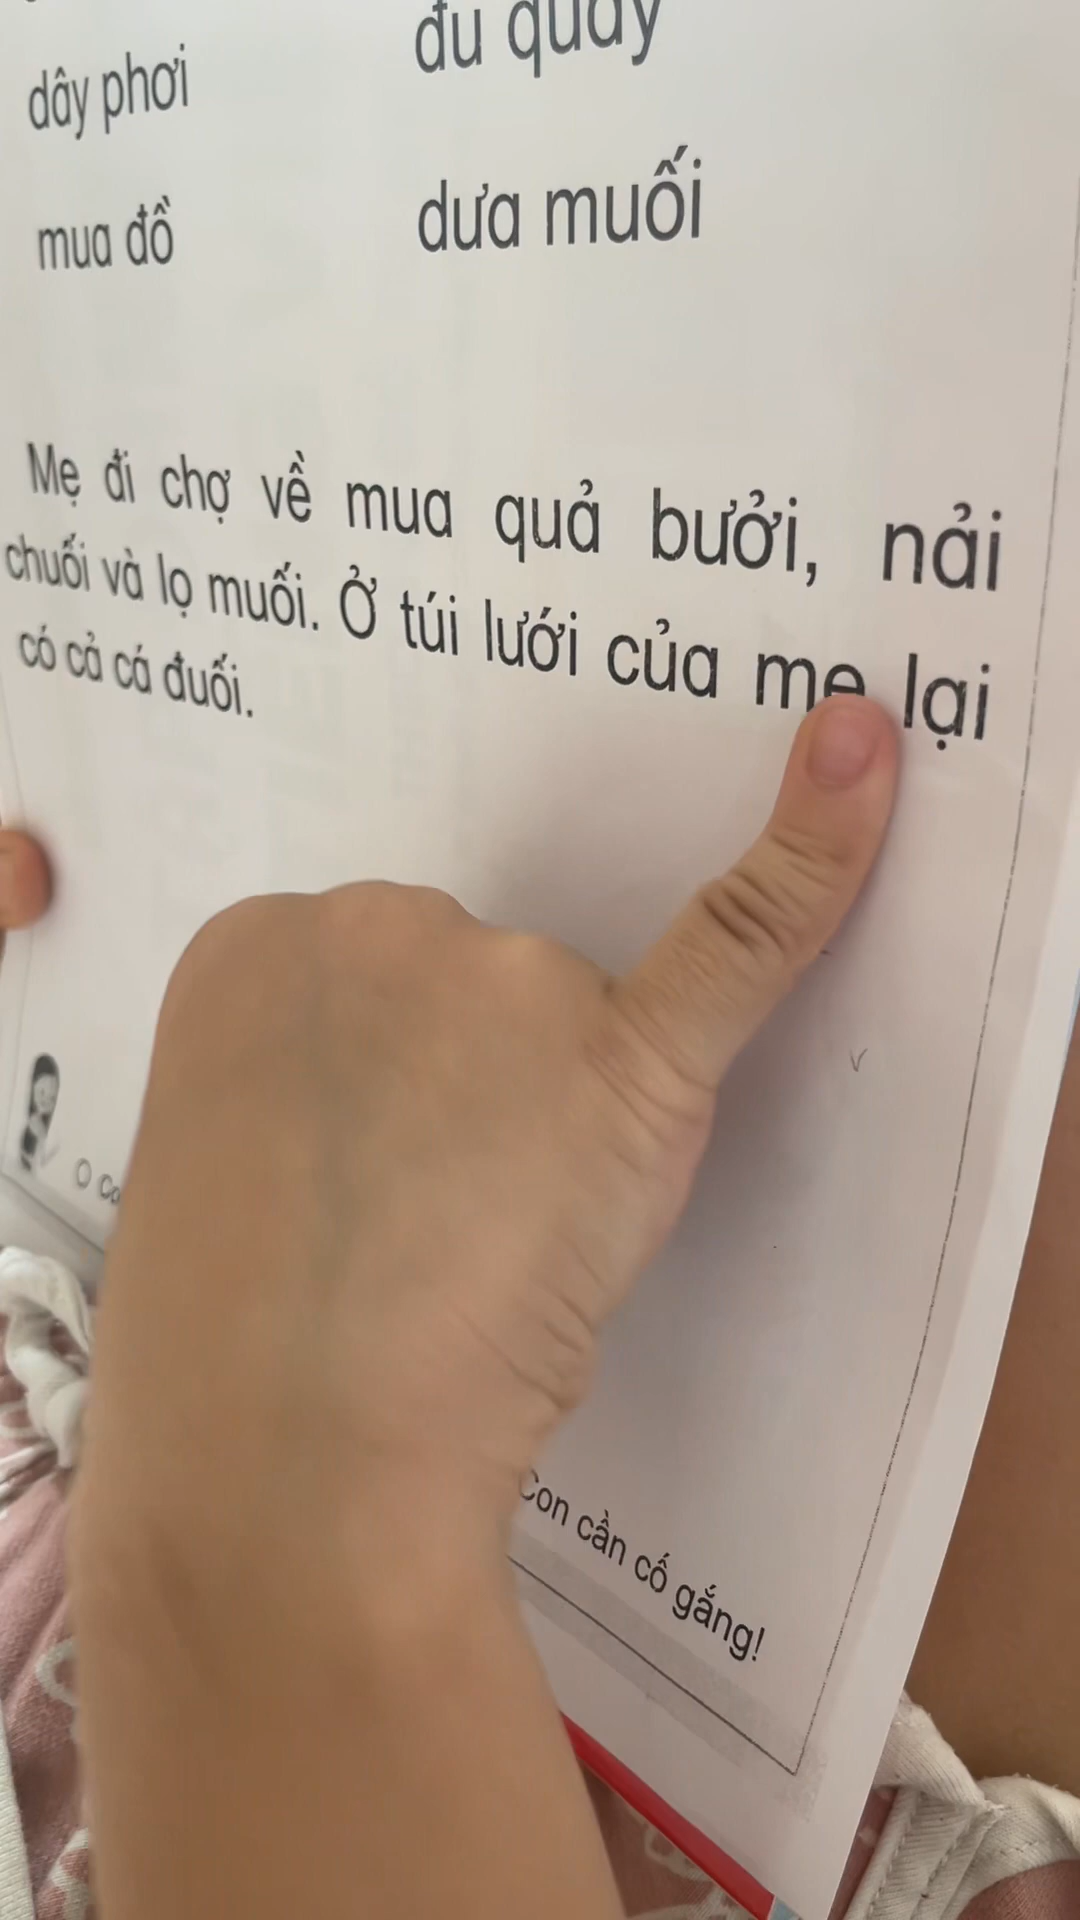 dây phơi đu quay
mua đồ dưa muối
Mẹ đi chợ về mua quả bưởi, nải
chuối và lọ muối. Ở túi lưới của mẹ lại
có cả cá đuối.
Con cần cố gắng!